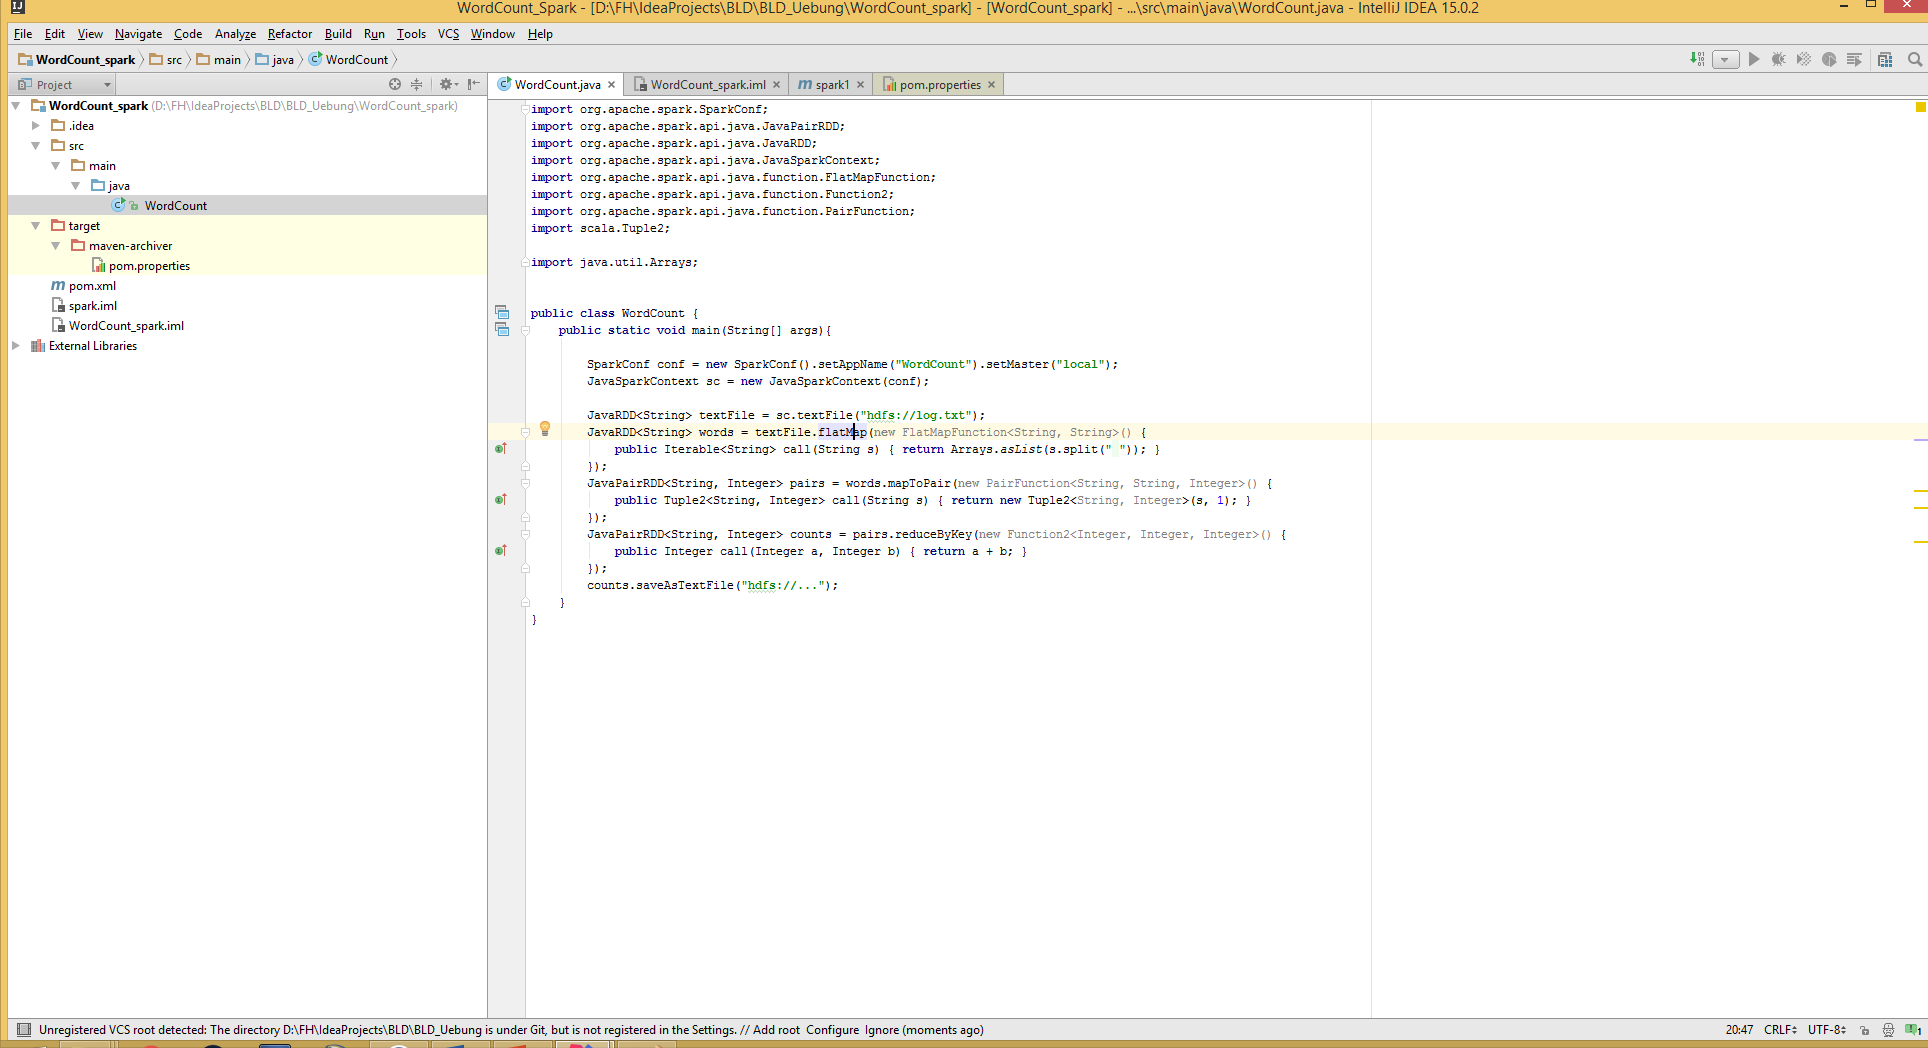 WordCount_Spark - [D:\FH\IdeaProjects\BLD\BLD_Uebung\WordCount_spark] - [WordCount_spark] - ...\src\main\java\WordCount.java - IntelliJ IDEA 15.0.2
File Edit View Navigate Code Analyze Refactor Build Run Tools VCS Window Help
WordCount_spark src main java WordCount
Project
WordCount.java WordCount_spark.iml spark1 pom.properties
WordCount_spark (D:\FH\IdeaProjects\BLD\BLD_Uebung\WordCount_spark)
.idea
src
main
java
WordCount
target
maven-archiver
pom.properties
pom.xml
spark.iml
WordCount_spark.iml
External Libraries
import org.apache.spark.SparkConf;
import org.apache.spark.api.java.JavaPairRDD;
import org.apache.spark.api.java.JavaRDD;
import org.apache.spark.api.java.JavaSparkContext;
import org.apache.spark.api.java.function.FlatMapFunction;
import org.apache.spark.api.java.function.Function2;
import org.apache.spark.api.java.function.PairFunction;
import scala.Tuple2;
import java.util.Arrays;
public class WordCount {
public static void main(String[] args){
SparkConf conf = new SparkConf().setAppName("WordCount").setMaster("local");
JavaSparkContext sc = new JavaSparkContext(conf);
JavaRDD<String> textFile = sc.textFile("hdfs://log.txt");
JavaRDD<String> words = textFile.flatMap(new FlatMapFunction<String, String>() {
public Iterable<String> call(String s) { return Arrays.asList(s.split(" ")); }
});
JavaPairRDD<String, Integer> pairs = words.mapToPair(new PairFunction<String, String, Integer>() {
public Tuple2<String, Integer> call(String s) { return new Tuple2<String, Integer>(s, 1); }
});
JavaPairRDD<String, Integer> counts = pairs.reduceByKey(new Function2<Integer, Integer, Integer>() {
public Integer call(Integer a, Integer b) { return a + b; }
});
counts.saveAsTextFile("hdfs://...");
}
}
Unregistered VCS root detected: The directory D:\FH\IdeaProjects\BLD\BLD_Uebung is under Git, but is not registered in the Settings. // Add root Configure Ignore (moments ago)
20:47 CRLF UTF-8 1